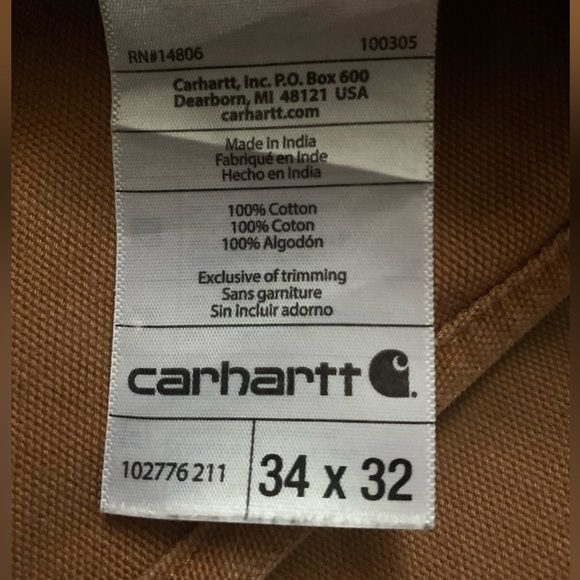 RN#14806 100305
Carhartt, Inc. P.O. Box 600
Dearborn, MI 48121 USA
carhartt.com
Made in India
Fabriqué en Inde
Hecho en India
100% Cotton
100% Coton
100% Algodón
Exclusive of trimming
Sans garniture
Sin incluir adorno
carhartt
102776 211 34 x 32